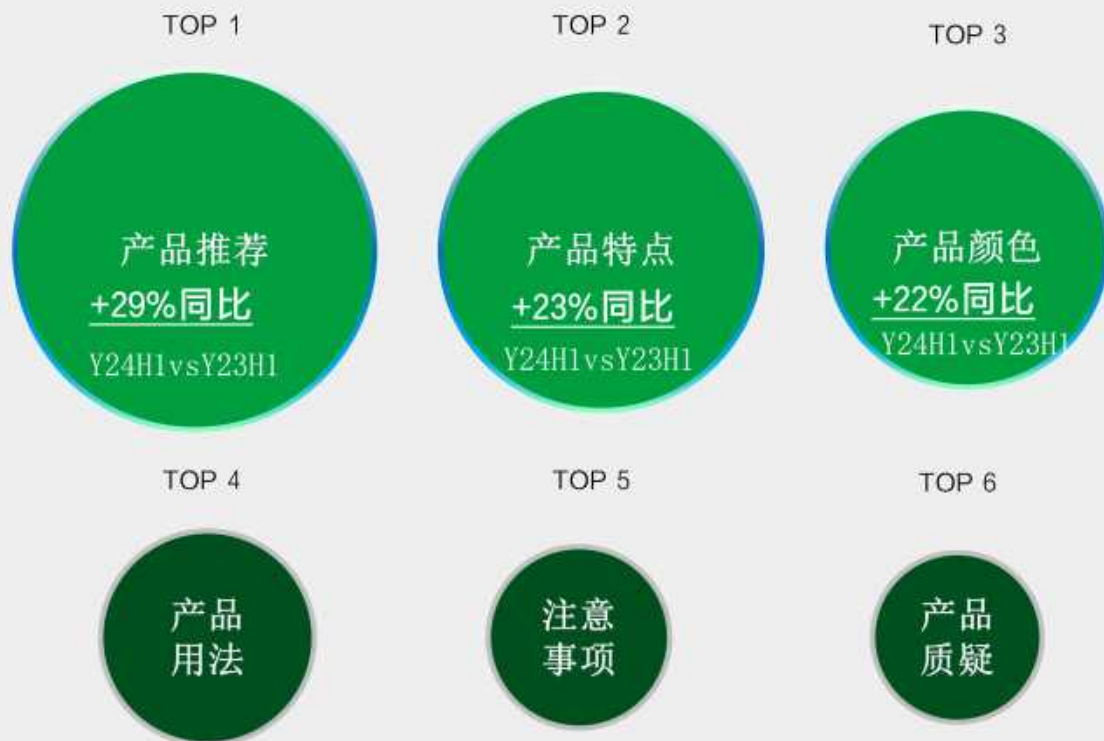 TOP 1
TOP 2
TOP 3
产品推荐
+29%同比
Y24H1vsY23H1
产品特点
+23%同比
Y24H1vsY23H1
产品颜色
+22%同比
Y24H1vsY23H1
TOP 4
TOP 5
TOP 6
产品
用法
注意
事项
产品
质疑